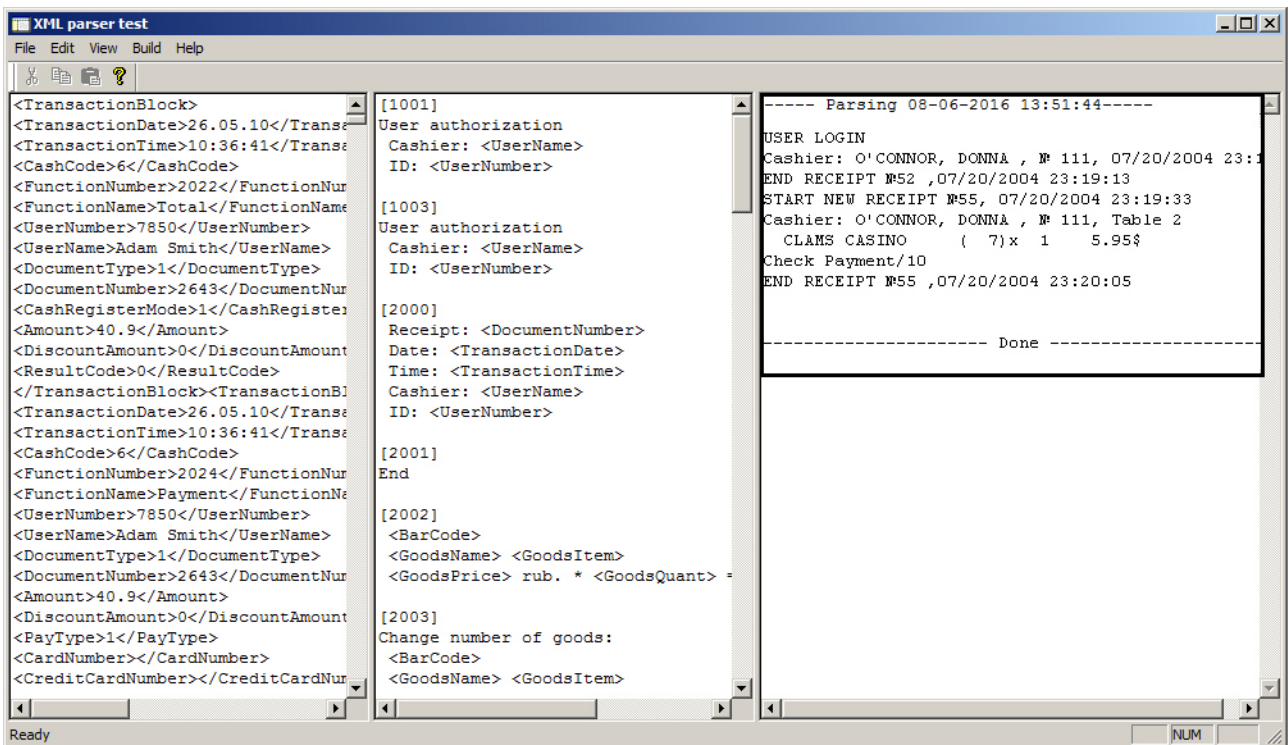 XML parser test
File Edit View Build Help
<TransactionBlock>
<TransactionDate>26.05.10</Transa
<TransactionTime>10:36:41</Transa
<CashCode>6</CashCode>
<FunctionNumber>2022</FunctionNum
<FunctionName>Total</FunctionName
<UserNumber>7850</UserNumber>
<UserName>Adam Smith</UserName>
<DocumentType>1</DocumentType>
<DocumentNumber>2643</DocumentNum
<CashRegisterMode>1</CashRegister
<Amount>40.9</Amount>
<DiscountAmount>0</DiscountAmount
<ResultCode>0</ResultCode>
</TransactionBlock><TransactionBl
<TransactionDate>26.05.10</Transa
<TransactionTime>10:36:41</Transa
<CashCode>6</CashCode>
<FunctionNumber>2024</FunctionNum
<FunctionName>Payment</FunctionNa
<UserNumber>7850</UserNumber>
<UserName>Adam Smith</UserName>
<DocumentType>1</DocumentType>
<DocumentNumber>2643</DocumentNum
<Amount>40.9</Amount>
<DiscountAmount>0</DiscountAmount
<PayType>1</PayType>
<CardNumber></CardNumber>
<CreditCardNumber></CreditCardNum
[1001]
User authorization
Cashier: <UserName>
ID: <UserNumber>
[1003]
User authorization
Cashier: <UserName>
ID: <UserNumber>
[2000]
Receipt: <DocumentNumber>
Date: <TransactionDate>
Time: <TransactionTime>
Cashier: <UserName>
ID: <UserNumber>
[2001]
End
[2002]
<BarCode>
<GoodsName> <GoodsItem>
<GoodsPrice> rub. * <GoodsQuant> =
[2003]
Change number of goods:
<BarCode>
<GoodsName> <GoodsItem>
----- Parsing 08-06-2016 13:51:44-----
USER LOGIN
Cashier: O'CONNOR, DONNA , № 111, 07/20/2004 23:1
END RECEIPT №52 ,07/20/2004 23:19:13
START NEW RECEIPT №55, 07/20/2004 23:19:33
Cashier: O'CONNOR, DONNA , № 111, Table 2
CLAMS CASINO ( 7)x 1 5.95$
Check Payment/10
END RECEIPT №55 ,07/20/2004 23:20:05
---------------------- Done ---------------------
Ready
NUM